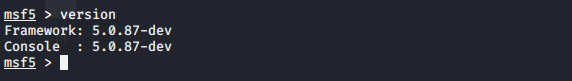 msf5 > version
Framework: 5.0.87-dev
Console  : 5.0.87-dev
msf5 >